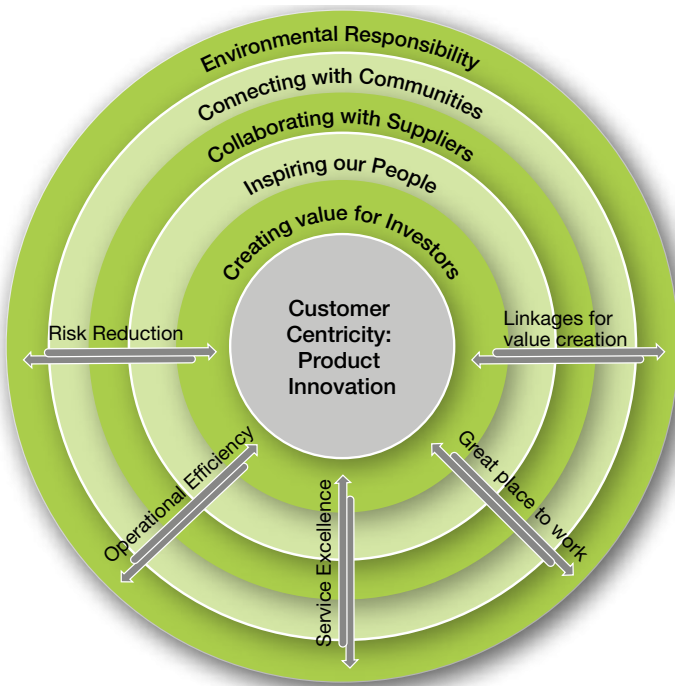 Environmental Responsibility
Connecting with Communities
Collaborating with Suppliers
Inspiring our People
Creating value for Investors
Customer
Centricity:
Product
Innovation
Risk Reduction
Linkages for
value creation
Operational Efficiency
Service Excellence
Great place to work